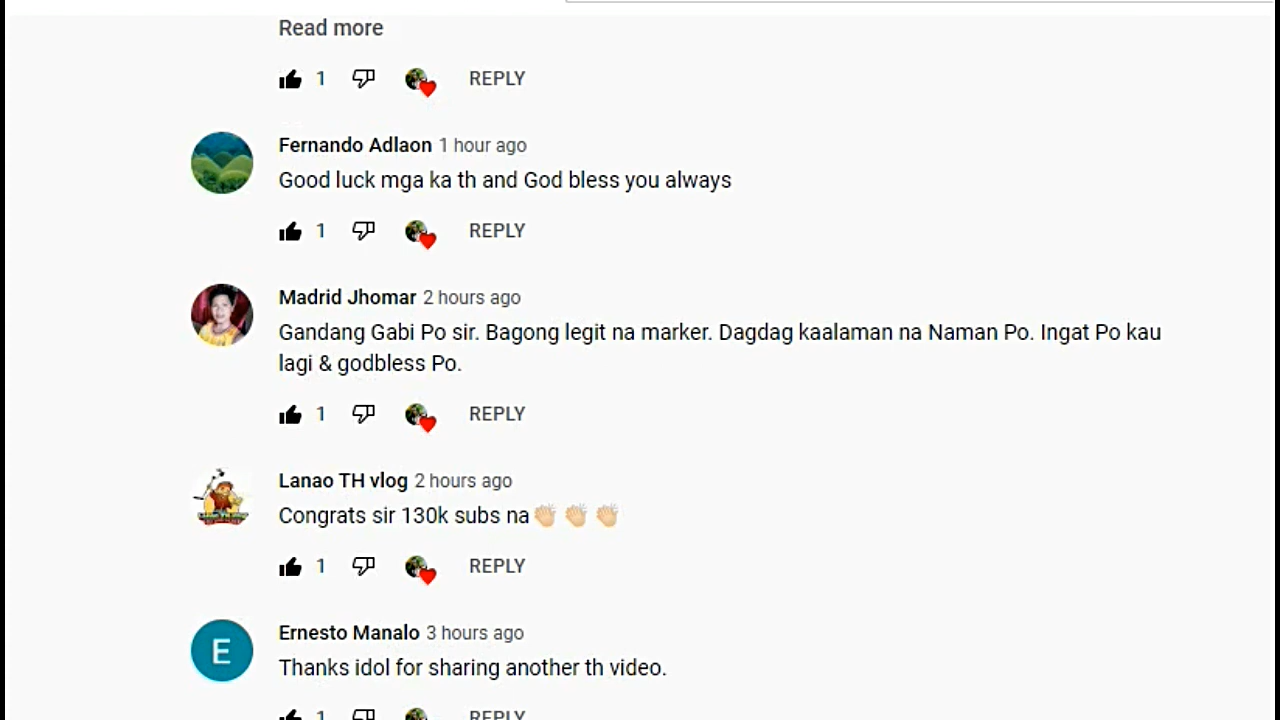 Read more
1 REPLY
Fernando Adlaon 1 hour ago
Good luck mga ka th and God bless you always
1 REPLY
Madrid Jhomar 2 hours ago
Gandang Gabi Po sir. Bagong legit na marker. Dagdag kaalaman na Naman Po. Ingat Po kau
lagi & godbless Po.
1 REPLY
Lanao TH vlog 2 hours ago
Congrats sir 130k subs na👏🏻 👏🏻 👏🏻
1 REPLY
E
Ernesto Manalo 3 hours ago
Thanks idol for sharing another th video.
1 REPLY